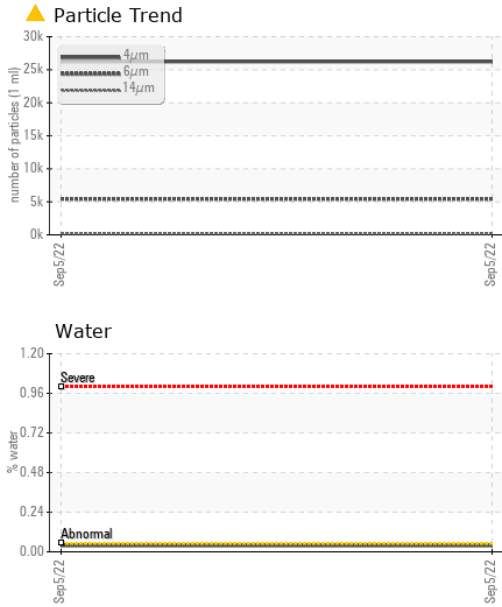 Particle Trend
30k
25k
20k
15k
10k
5k
0k
number of particles (1 ml)
4μm
6μm
14μm
Sep5/22
Sep5/22
Water
1.20
0.96
0.72
0.48
0.24
0.00
% water
Severe
Abnormal
Sep5/22
Sep5/22